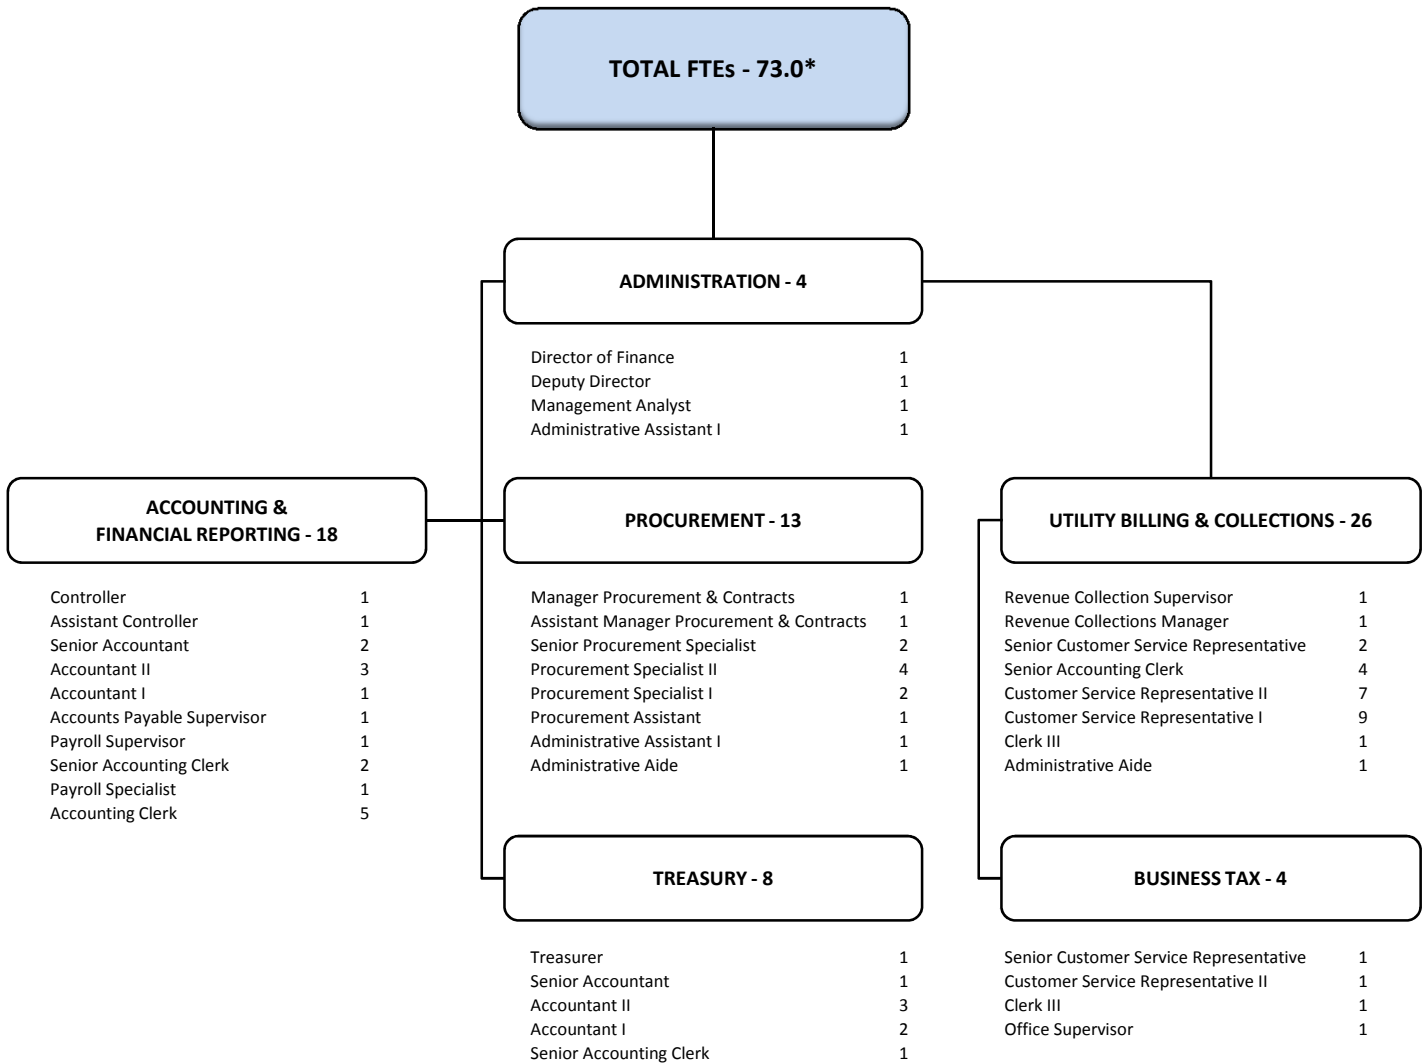 TOTAL FTEs - 73.0*
ADMINISTRATION - 4
Director of Finance 1
Deputy Director 1
Management Analyst 1
Administrative Assistant I 1
ACCOUNTING &
FINANCIAL REPORTING - 18
Controller 1
Assistant Controller 1
Senior Accountant 2
Accountant II 3
Accountant I 1
Accounts Payable Supervisor 1
Payroll Supervisor 1
Senior Accounting Clerk 2
Payroll Specialist 1
Accounting Clerk 5
PROCUREMENT - 13
Manager Procurement & Contracts 1
Assistant Manager Procurement & Contracts 1
Senior Procurement Specialist 2
Procurement Specialist II 4
Procurement Specialist I 2
Procurement Assistant 1
Administrative Assistant I 1
Administrative Aide 1
UTILITY BILLING & COLLECTIONS - 26
Revenue Collection Supervisor 1
Revenue Collections Manager 1
Senior Customer Service Representative 2
Senior Accounting Clerk 4
Customer Service Representative II 7
Customer Service Representative I 9
Clerk III 1
Administrative Aide 1
TREASURY - 8
Treasurer 1
Senior Accountant 1
Accountant II 3
Accountant I 2
Senior Accounting Clerk 1
BUSINESS TAX - 4
Senior Customer Service Representative 1
Customer Service Representative II 1
Clerk III 1
Office Supervisor 1